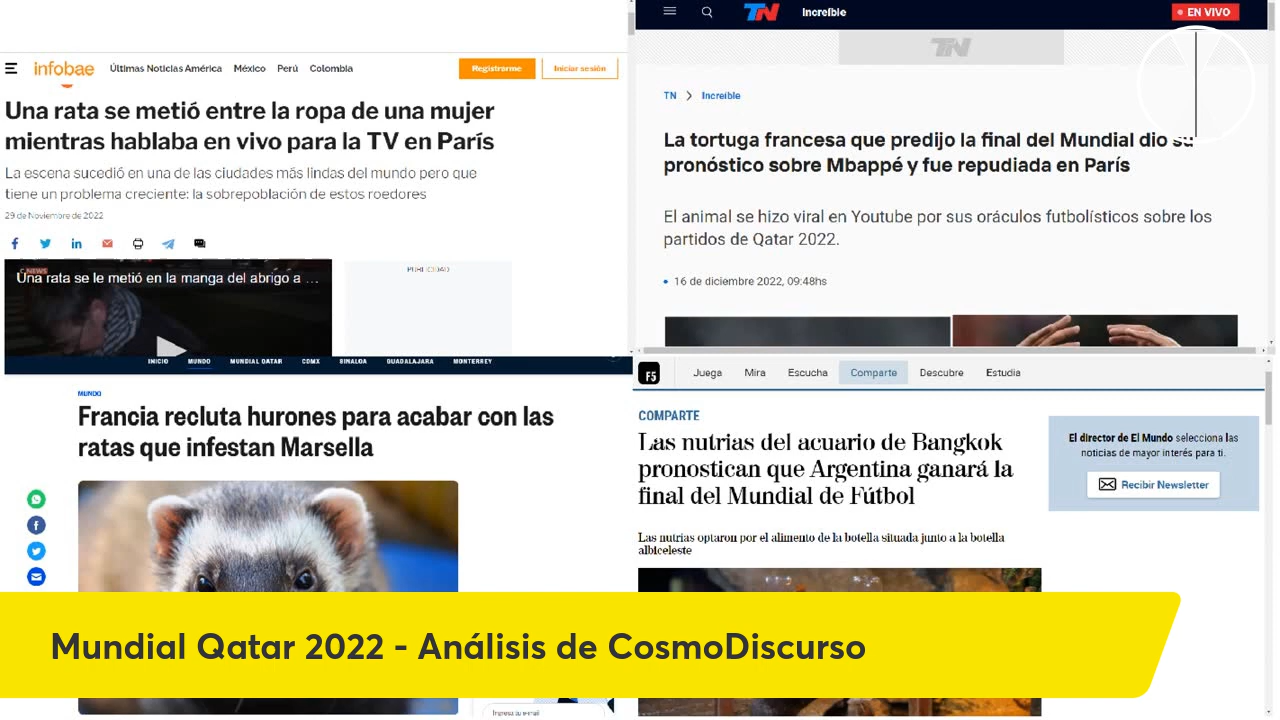 infobae Últimas Noticias América México Perú Colombia Registrarme Iniciar sesión
Una rata se metió entre la ropa de una mujer
mientras hablaba en vivo para la TV en París
La escena sucedió en una de las ciudades más lindas del mundo pero que
tiene un problema creciente: la sobrepoblación de estos roedores
29 de Noviembre de 2022
PUBLICIDAD
CNEWS
Una rata se le metió en la manga del abrigo a ...
TN Increíble EN VIVO
TN
TN > Increíble
La tortuga francesa que predijo la final del Mundial dio su
pronóstico sobre Mbappé y fue repudiada en París
El animal se hizo viral en Youtube por sus oráculos futbolísticos sobre los
partidos de Qatar 2022.
• 16 de diciembre 2022, 09:48hs
INICIO MUNDO MUNDIAL QATAR CDMX SINALOA GUADALAJARA MONTERREY
MUNDO
Francia recluta hurones para acabar con las
ratas que infestan Marsella
Ingresa tu e-mail
F5 Juega Mira Escucha Comparte Descubre Estudia
COMPARTE
Las nutrias del acuario de Bangkok
pronostican que Argentina ganará la
final del Mundial de Fútbol
Las nutrias optaron por el alimento de la botella situada junto a la botella
albiceleste
El director de El Mundo selecciona las
noticias de mayor interés para ti.
Recibir Newsletter
Mundial Qatar 2022 - Análisis de CosmoDiscurso